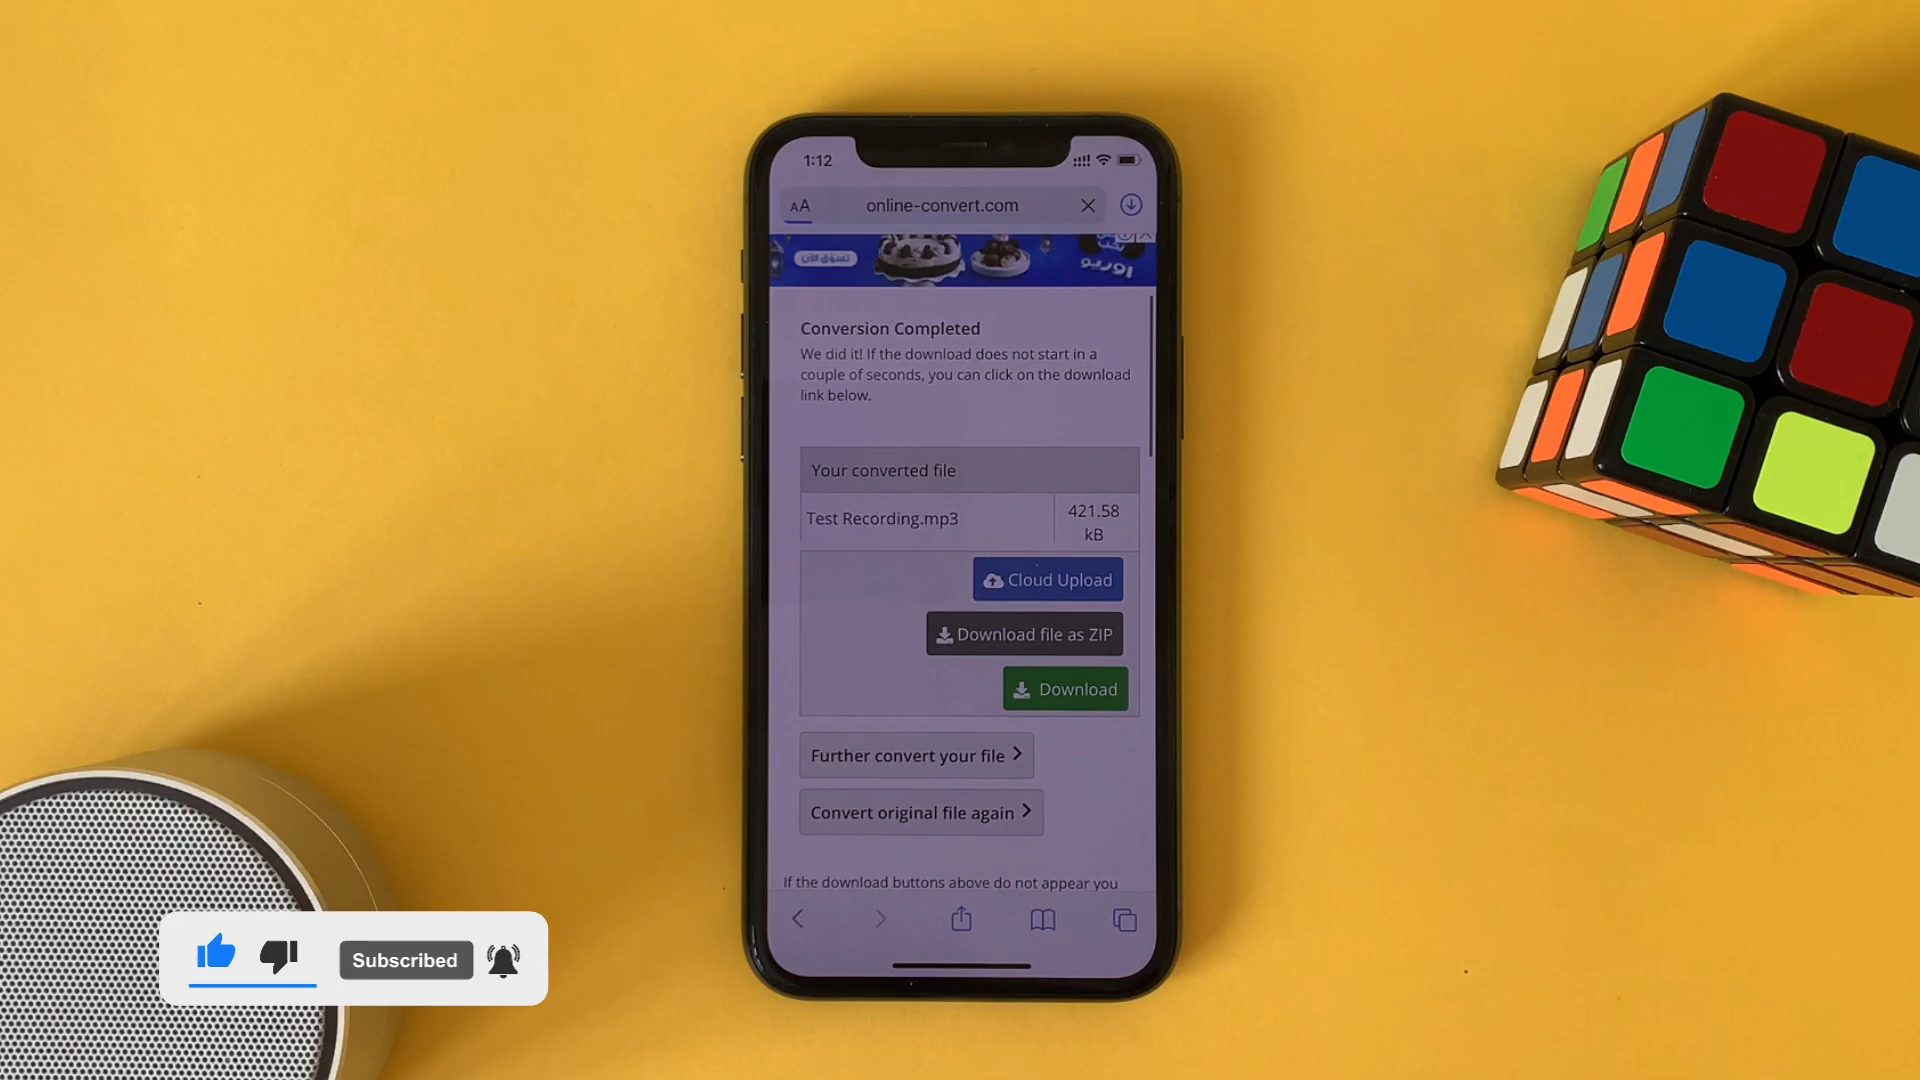 1:12
AA
online-convert.com
تسوق الآن
أوريو
Conversion Completed
We did it! If the download does not start in a
couple of seconds, you can click on the download
link below.
Your converted file
Test Recording.mp3
421.58
kB
Cloud Upload
Download file as ZIP
Download
Further convert your file
Convert original file again
If the download buttons above do not appear you
Subscribed